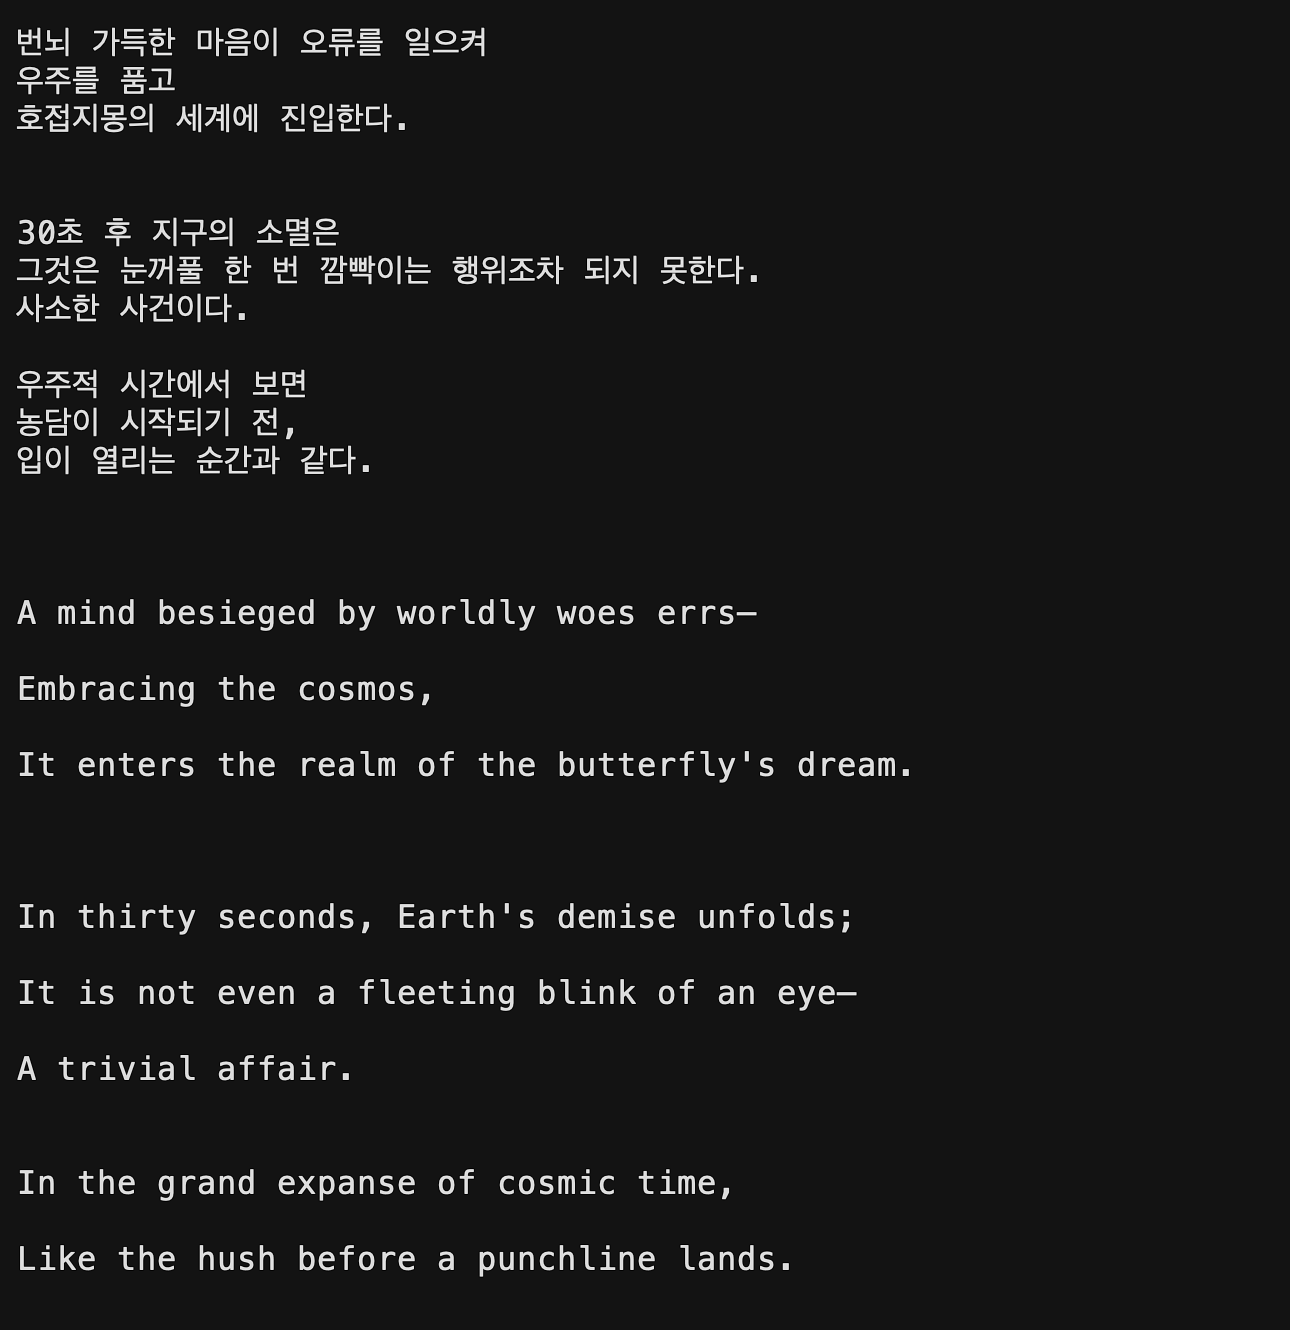 번뇌 가득한 마음이 오류를 일으켜
우주를 품고
호접지몽의 세계에 진입한다.
30초 후 지구의 소멸은
그것은 눈꺼풀 한 번 깜빡이는 행위조차 되지 못한다.
사소한 사건이다.
우주적 시간에서 보면
농담이 시작되기 전,
입이 열리는 순간과 같다.
A mind besieged by worldly woes errs—
Embracing the cosmos,
It enters the realm of the butterfly's dream.
In thirty seconds, Earth's demise unfolds;
It is not even a fleeting blink of an eye—
A trivial affair.
In the grand expanse of cosmic time,
Like the hush before a punchline lands.